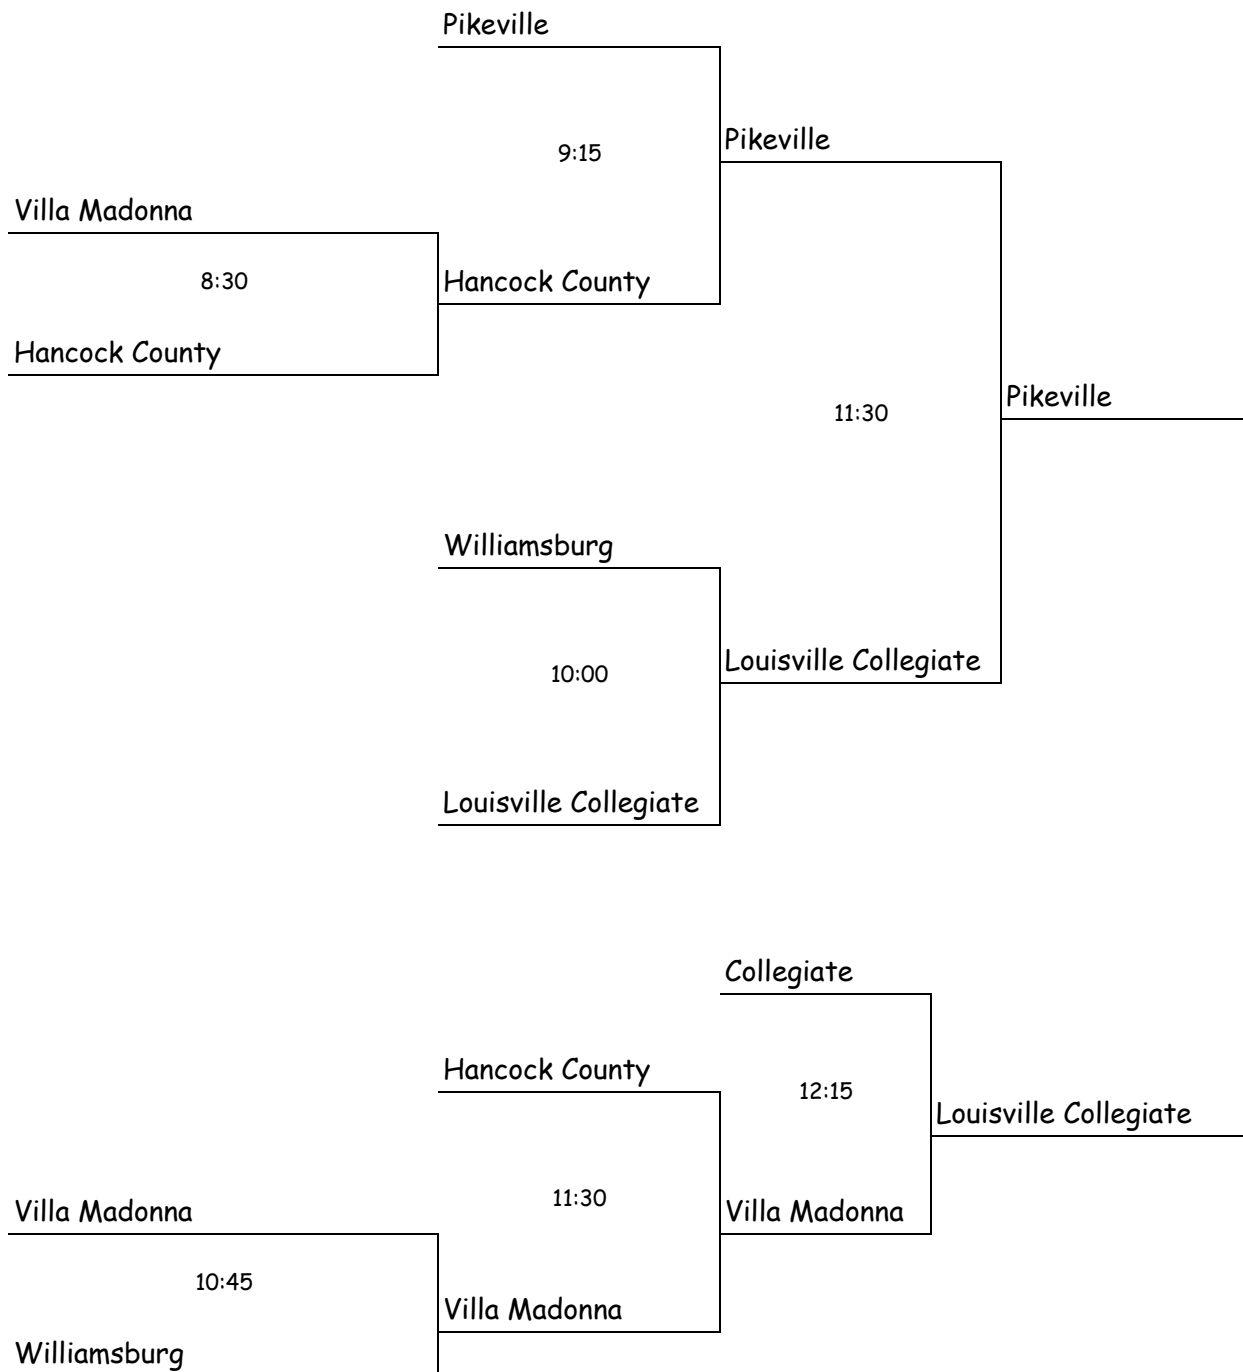 Pikeville
Pikeville
9:15
Villa Madonna
8:30
Hancock County
Hancock County
Pikeville
11:30
Williamsburg
Louisville Collegiate
10:00
Louisville Collegiate
Collegiate
Hancock County
12:15
Louisville Collegiate
11:30
Villa Madonna
Villa Madonna
10:45
Villa Madonna
Williamsburg